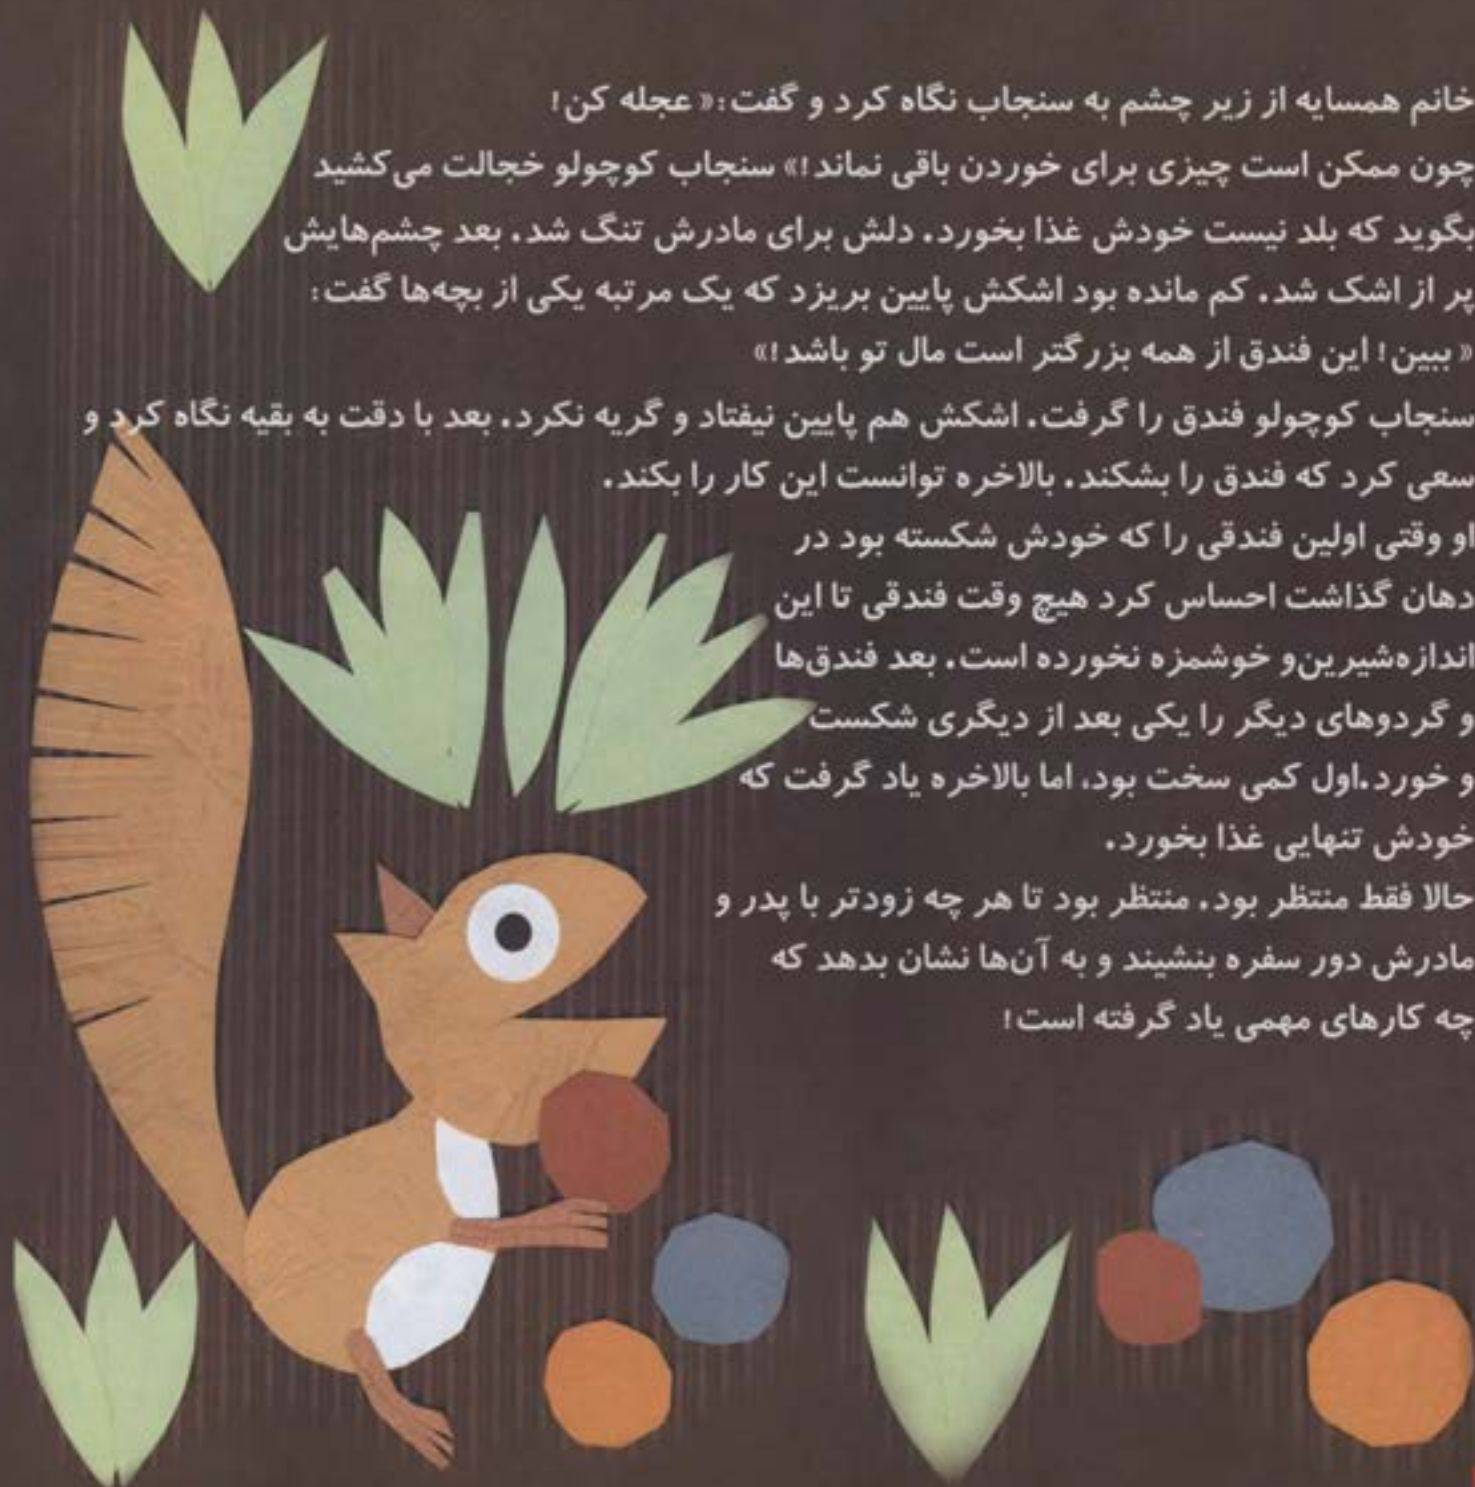 خانم همسایه از زیر چشم به سنجاب نگاه کرد و گفت:« عجله کن!
چون ممکن است چیزی برای خوردن باقی نماند!» سنجاب کوچولو خجالت می‌کشید
بگوید که بلد نیست خودش غذا بخورد. دلش برای مادرش تنگ شد. بعد چشم‌هایش
پر از اشک شد. کم مانده بود اشکش پایین بریزد که یک مرتبه یکی از بچه‌ها گفت:
« ببین! این فندق از همه بزرگتر است مال تو باشد!»
سنجاب کوچولو فندق را گرفت. اشکش هم پایین نیفتاد و گریه نکرد. بعد با دقت به بقیه نگاه کرد و
سعی کرد که فندق را بشکند. بالاخره توانست این کار را بکند.
او وقتی اولین فندقی را که خودش شکسته بود در
دهان گذاشت احساس کرد هیچ وقت فندقی تا این
اندازه‌شیرین‌و خوشمزه نخورده است. بعد فندق‌ها
و گردوهای دیگر را یکی بعد از دیگری شکست
و خورد.اول کمی سخت بود، اما بالاخره یاد گرفت که
خودش تنهایی غذا بخورد.
حالا فقط منتظر بود. منتظر بود تا هر چه زودتر با پدر و
مادرش دور سفره بنشیند و به آن‌ها نشان بدهد که
چه کارهای مهمی یاد گرفته است!